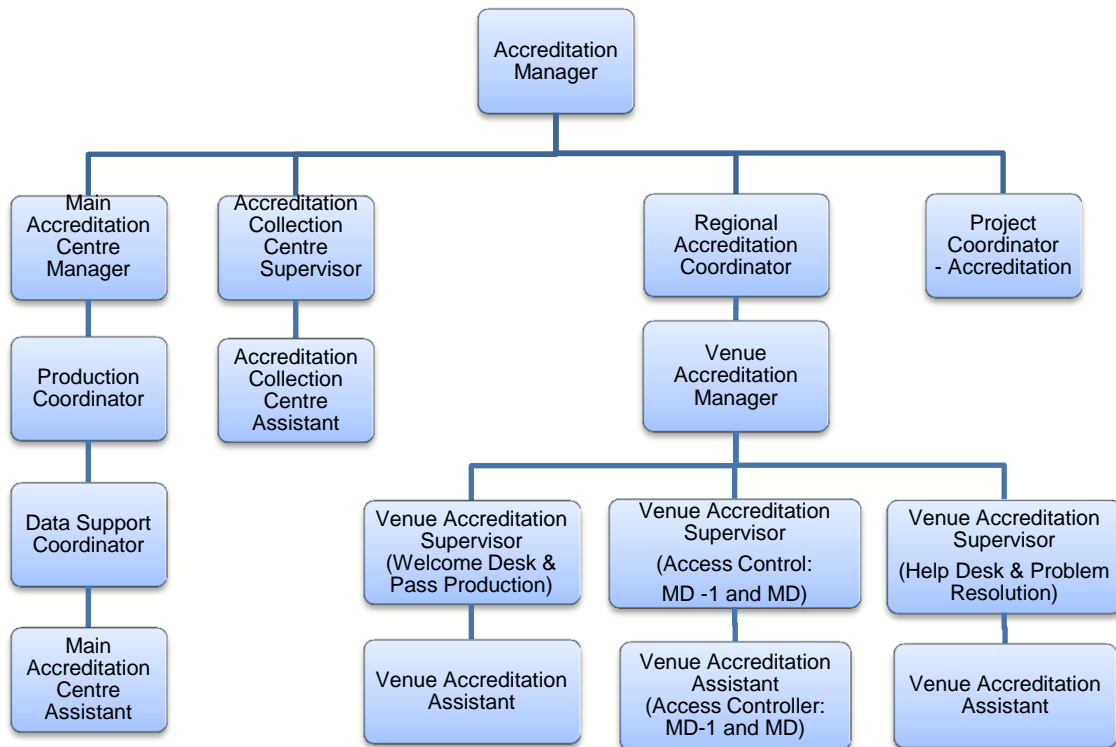 Accreditation
Manager
Main
Accreditation
Centre
Manager
Accreditation
Collection
Centre
Supervisor
Regional
Accreditation
Coordinator
Project
Coordinator
- Accreditation
Production
Coordinator
Accreditation
Collection
Centre
Assistant
Venue
Accreditation
Manager
Data Support
Coordinator
Venue Accreditation
Supervisor
(Welcome Desk &
Pass Production)
Venue Accreditation
Supervisor
(Access Control:
MD -1 and MD)
Venue Accreditation
Supervisor
(Help Desk & Problem
Resolution)
Main
Accreditation
Centre
Assistant
Venue Accreditation
Assistant
Venue Accreditation
Assistant
(Access Controller:
MD-1 and MD)
Venue Accreditation
Assistant